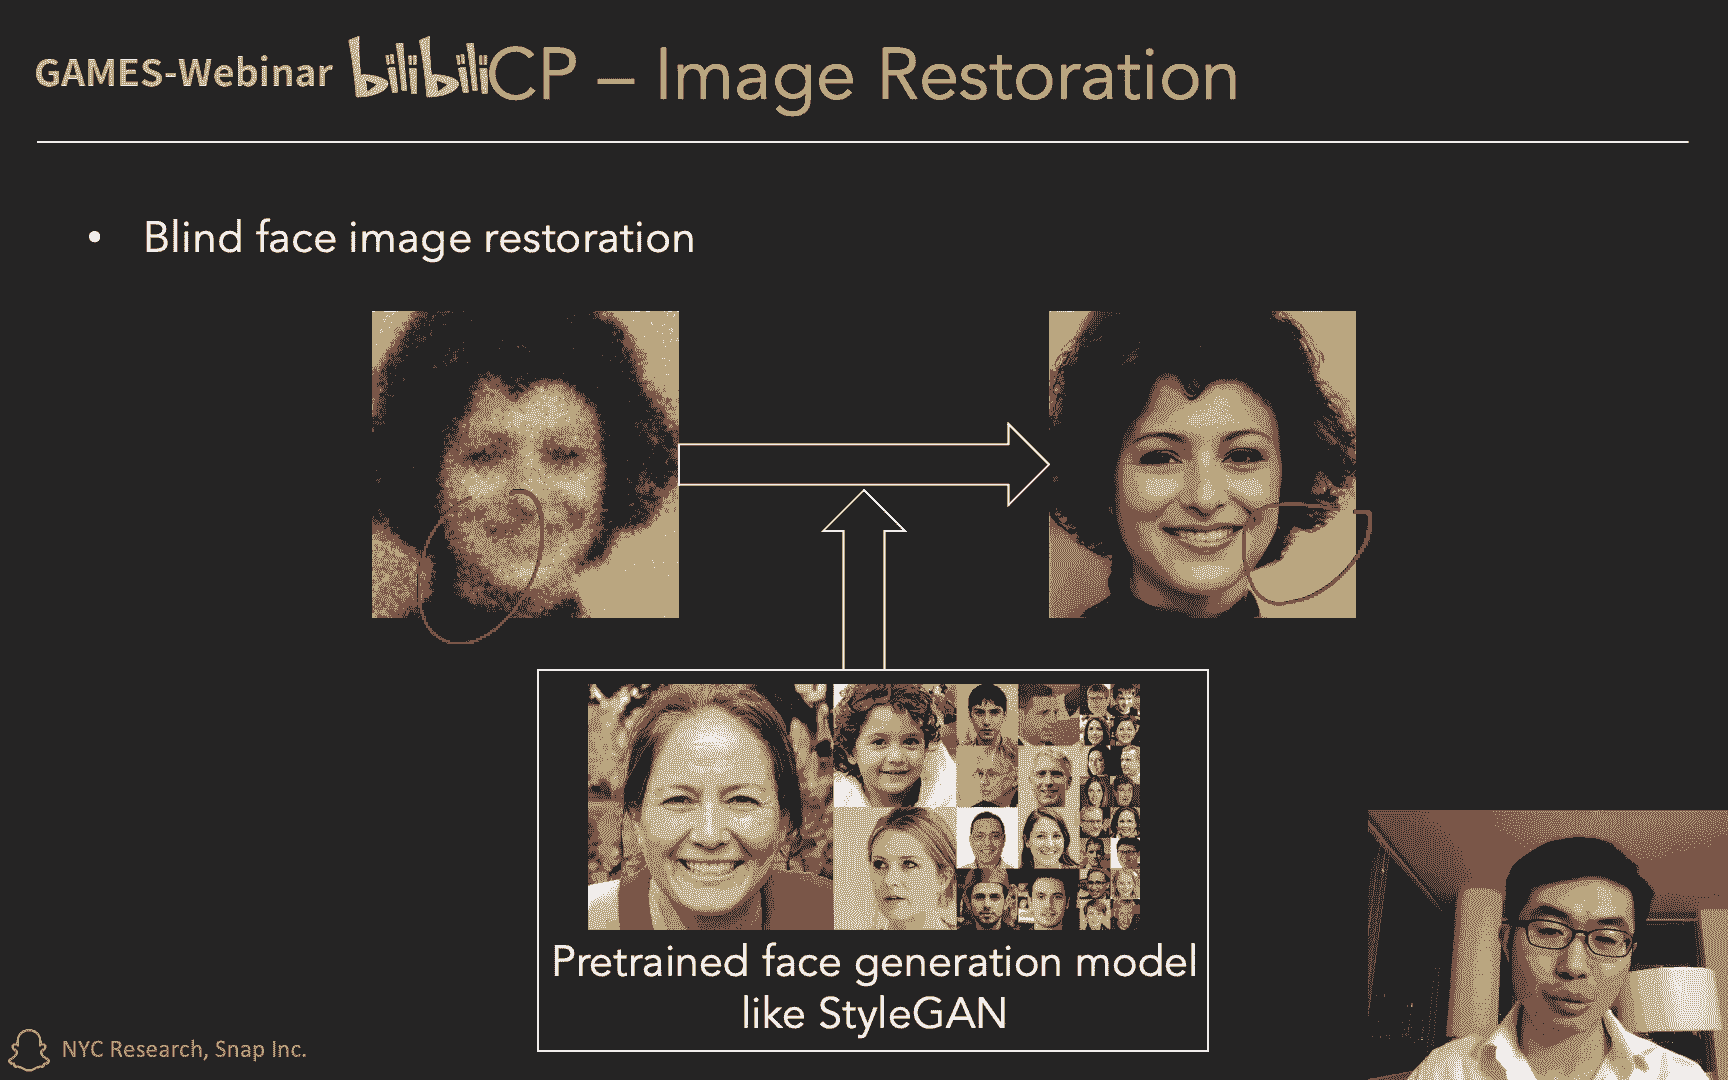 GAMES-Webinar bilibili CP – Image Restoration
• Blind face image restoration
Pretrained face generation model
like StyleGAN
NYC Research, Snap Inc.